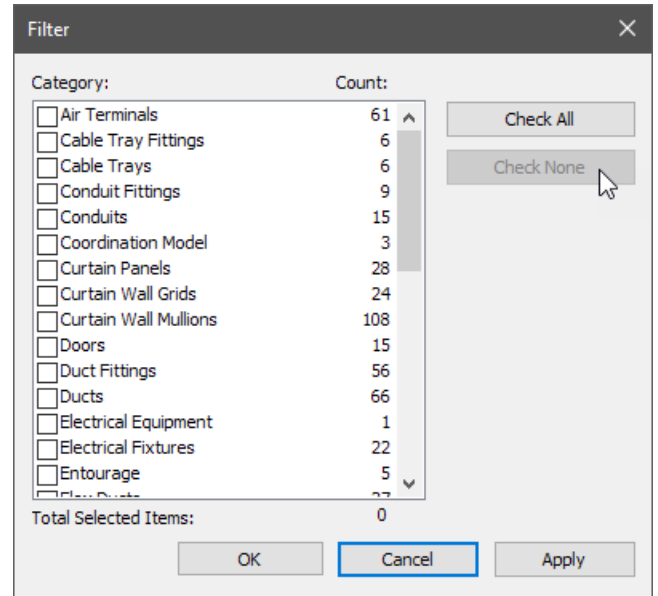 Filter
Category: Count:
Air Terminals 61
Cable Tray Fittings 6
Cable Trays 6
Conduit Fittings 9
Conduits 15
Coordination Model 3
Curtain Panels 28
Curtain Wall Grids 24
Curtain Wall Mullions 108
Doors 15
Duct Fittings 56
Ducts 66
Electrical Equipment 1
Electrical Fixtures 22
Entourage 5
Total Selected Items: 0
Check All
Check None
OK Cancel Apply